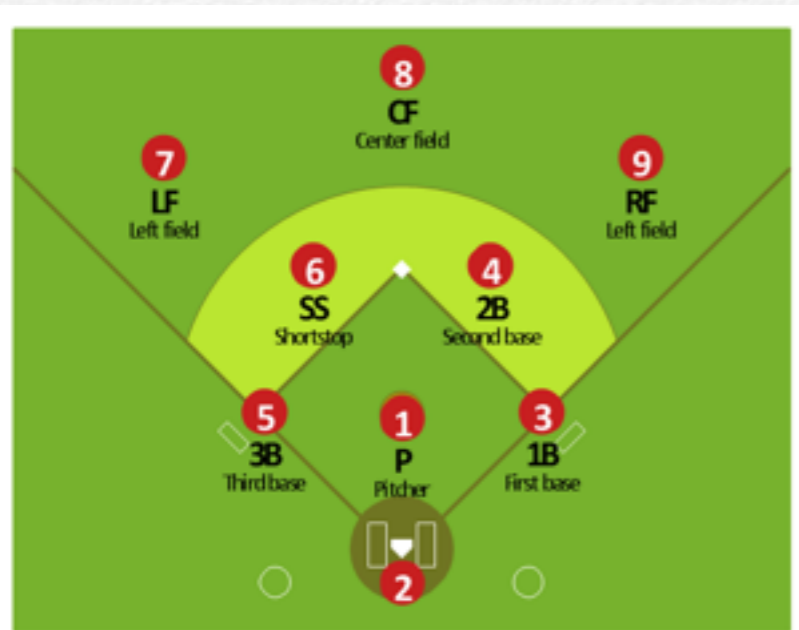 8
CF
Center field
7
LF
Left field
9
RF
Left field
6
SS
Shortstop
4
2B
Second base
5
3B
Third base
1
P
Pitcher
3
1B
First base
2